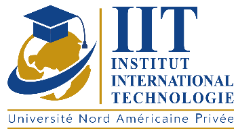 IIT
INSTITUT
INTERNATIONAL
TECHNOLOGIE
Université Nord Américaine Privée